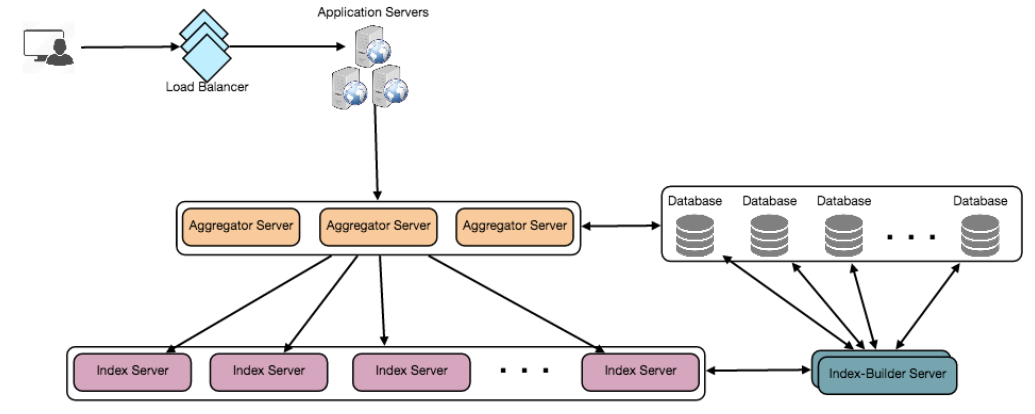 Application Servers
Load Balancer
Aggregator Server
Aggregator Server
Aggregator Server
Database
Database
Database
Database
Index Server
Index Server
Index Server
Index Server
Index-Builder Server